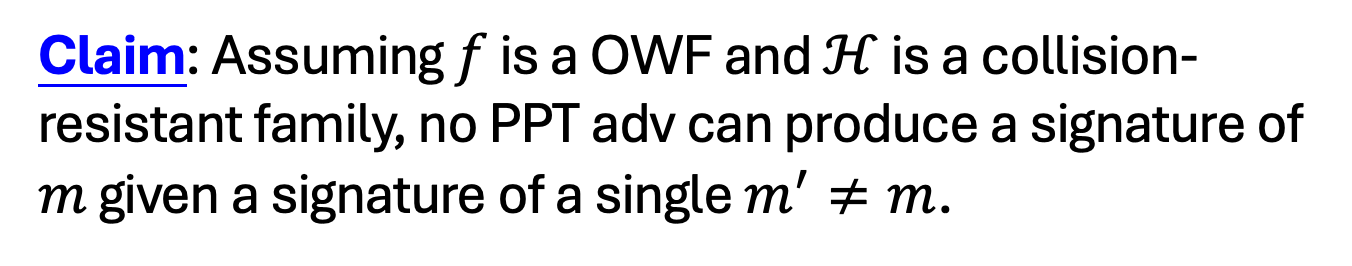 Claim: Assuming 𝑓 is a OWF and ℋ is a collision-
resistant family, no PPT adv can produce a signature of
𝑚 given a signature of a single 𝑚′ ≠ 𝑚.